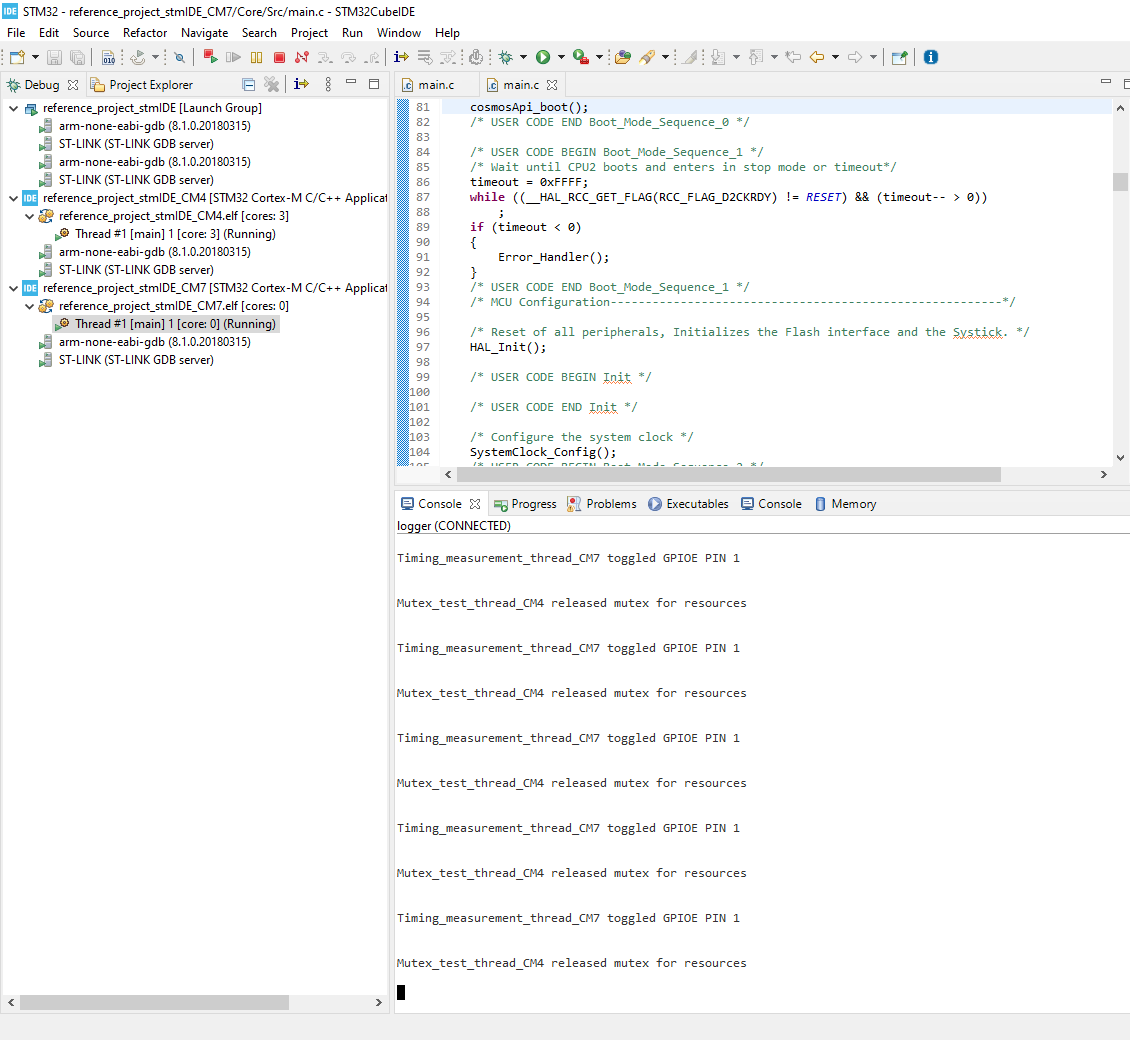 IDE STM32 - reference_project_stmIDE_CM7/Core/Src/main.c - STM32CubeIDE
File Edit Source Refactor Navigate Search Project Run Window Help
010
Debug Project Explorer
reference_project_stmIDE [Launch Group]
arm-none-eabi-gdb (8.1.0.20180315)
ST-LINK (ST-LINK GDB server)
arm-none-eabi-gdb (8.1.0.20180315)
ST-LINK (ST-LINK GDB server)
IDE reference_project_stmIDE_CM4 [STM32 Cortex-M C/C++ Applicat
reference_project_stmIDE_CM4.elf [cores: 3]
Thread #1 [main] 1 [core: 3] (Running)
arm-none-eabi-gdb (8.1.0.20180315)
ST-LINK (ST-LINK GDB server)
IDE reference_project_stmIDE_CM7 [STM32 Cortex-M C/C++ Applicat
reference_project_stmIDE_CM7.elf [cores: 0]
Thread #1 [main] 1 [core: 0] (Running)
arm-none-eabi-gdb (8.1.0.20180315)
ST-LINK (ST-LINK GDB server)
main.c main.c
81 cosmosApi_boot();
82 /* USER CODE END Boot_Mode_Sequence_0 */
83
84 /* USER CODE BEGIN Boot_Mode_Sequence_1 */
85 /* Wait until CPU2 boots and enters in stop mode or timeout*/
86 timeout = 0xFFFF;
87 while ((__HAL_RCC_GET_FLAG(RCC_FLAG_D2CKRDY) != RESET) && (timeout-- > 0))
88 ;
89 if (timeout < 0)
90 {
91 Error_Handler();
92 }
93 /* USER CODE END Boot_Mode_Sequence_1 */
94 /* MCU Configuration--------------------------------------------------------*/
95
96 /* Reset of all peripherals, Initializes the Flash interface and the Systick. */
97 HAL_Init();
98
99 /* USER CODE BEGIN Init */
100
101 /* USER CODE END Init */
102
103 /* Configure the system clock */
104 SystemClock_Config();
105 /* USER CODE BEGIN Boot_Mode_Sequence_2 */
Console Progress Problems Executables Console Memory
logger (CONNECTED)
Timing_measurement_thread_CM7 toggled GPIOE PIN 1
Mutex_test_thread_CM4 released mutex for resources
Timing_measurement_thread_CM7 toggled GPIOE PIN 1
Mutex_test_thread_CM4 released mutex for resources
Timing_measurement_thread_CM7 toggled GPIOE PIN 1
Mutex_test_thread_CM4 released mutex for resources
Timing_measurement_thread_CM7 toggled GPIOE PIN 1
Mutex_test_thread_CM4 released mutex for resources
Timing_measurement_thread_CM7 toggled GPIOE PIN 1
Mutex_test_thread_CM4 released mutex for resources